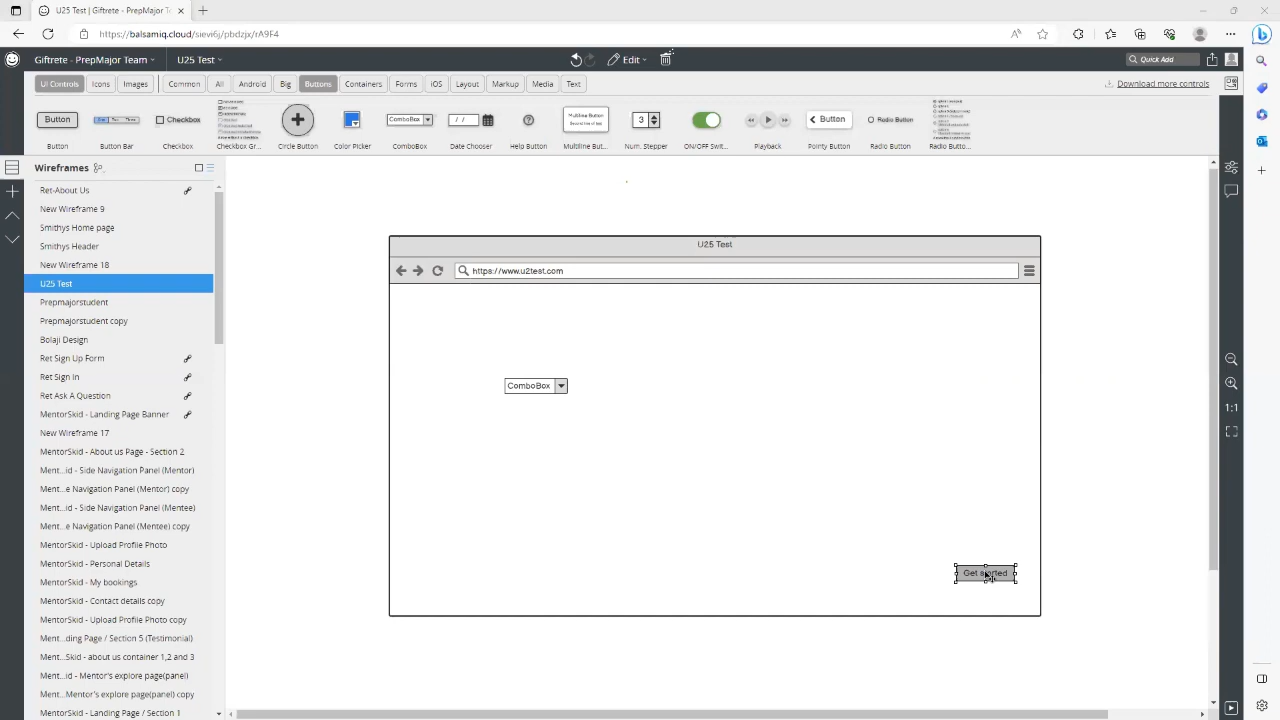 U25 Test | Giftrete - PrepMajor T
https://balsamiq.cloud/sievi6j/pbdzjx/rA9F4
Giftrete - PrepMajor Team
U25 Test
Edit
Quick Add
UI Controls
Icons
Images
Common
All
Android
Big
Buttons
Containers
Forms
iOS
Layout
Markup
Media
Text
Download more controls
Button
Checkbox
ComboBox
/ /
?
Multiline Button
Second line of text
3
Button
Radio Button
Button
Button Bar
Checkbox
Checkbox Gr...
Circle Button
Color Picker
ComboBox
Date Chooser
Help Button
Multiline But...
Num. Stepper
ON/OFF Swit...
Playback
Pointy Button
Radio Button
Radio Butto...
Wireframes
Ret-About Us
New Wireframe 9
Smithys Home page
Smithys Header
New Wireframe 18
U25 Test
Prepmajorstudent
Prepmajorstudent copy
Bolaji Design
Ret Sign Up Form
Ret Sign In
Ret Ask A Question
MentorSkid - Landing Page Banner
New Wireframe 17
MentorSkid - About us Page - Section 2
Ment...id - Side Navigation Panel (Mentor)
Ment...e Navigation Panel (Mentor) copy
Ment...id - Side Navigation Panel (Mentee)
Ment...e Navigation Panel (Mentee) copy
MentorSkid - Upload Profile Photo
MentorSkid - Personal Details
MentorSkid - My bookings
MentorSkid - Contact details copy
MentorSkid - Upload Profile Photo copy
Ment...ding Page / Section 5 (Testimonial)
Ment...Skid - about us container 1,2 and 3
Ment...id - Mentor's explore page(panel)
Ment...Mentor's explore page(panel) copy
MentorSkid - Landing Page / Section 1
U25 Test
https://www.u2test.com
ComboBox
Get started
1:1